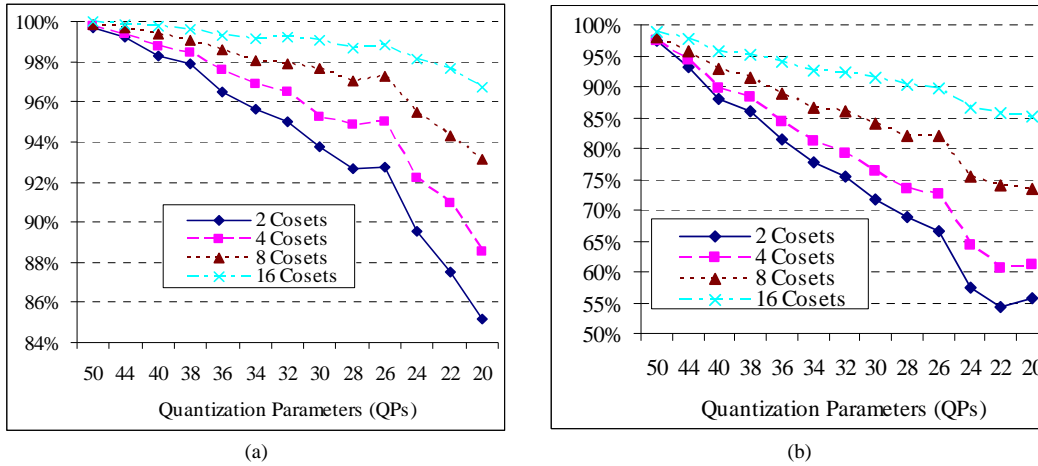 100%
98%
96%
94%
92%
90%
88%
86%
84%
2 Cosets
4 Cosets
8 Cosets
16 Cosets
50 44 40 38 36 34 32 30 28 26 24 22 20
Quantization Parameters (QPs)
(a)
100%
95%
90%
85%
80%
75%
70%
65%
60%
55%
50%
2 Cosets
4 Cosets
8 Cosets
16 Cosets
50 44 40 38 36 34 32 30 28 26 24 22 20
Quantization Parameters (QPs)
(b)